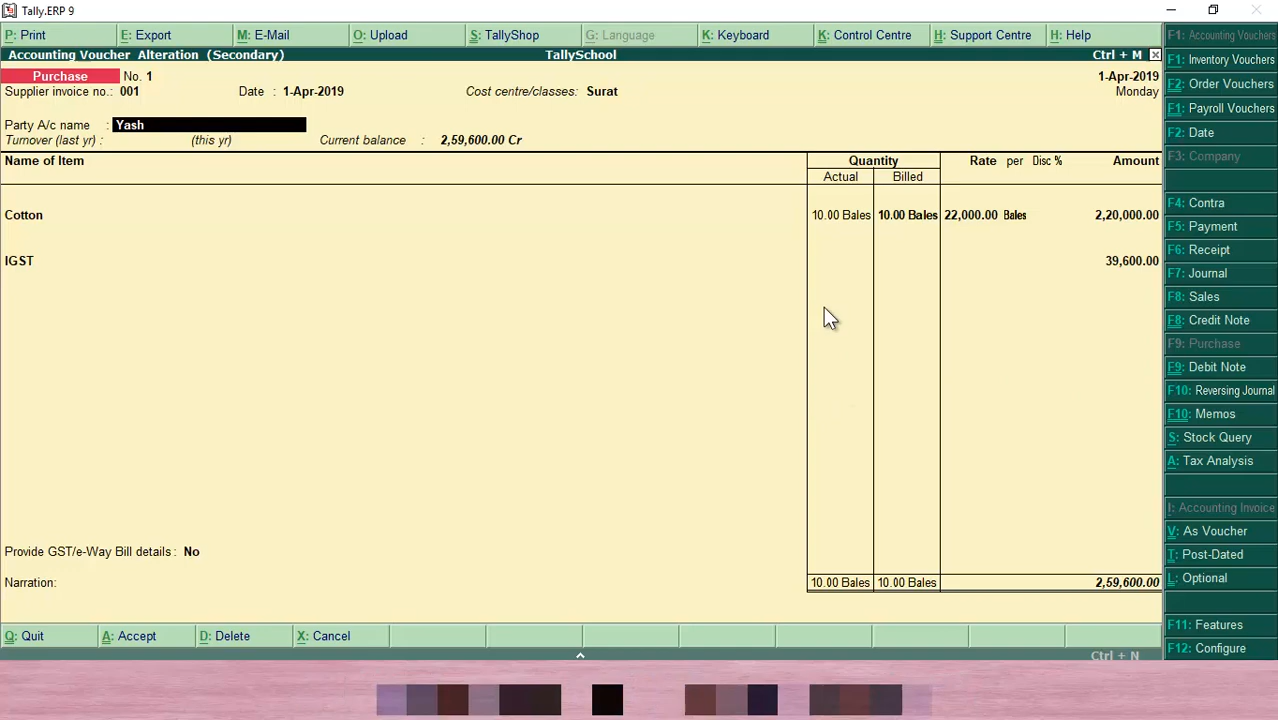 Tally.ERP 9
P: Print E: Export M: E-Mail O: Upload S: TallyShop G: Language K: Keyboard K: Control Centre H: Support Centre H: Help
Accounting Voucher Alteration (Secondary) TallySchool Ctrl + M
Purchase No. 1 1-Apr-2019
Supplier invoice no.: 001 Date : 1-Apr-2019 Cost centre/classes: Surat Monday
Party A/c name : Yash
Turnover (last yr) : (this yr) Current balance : 2,59,600.00 Cr
Name of Item Quantity Rate per Disc % Amount
Actual Billed
Cotton 10.00 Bales 10.00 Bales 22,000.00 Bales 2,20,000.00
IGST 39,600.00
Provide GST/e-Way Bill details : No
Narration: 10.00 Bales 10.00 Bales 2,59,600.00
Q: Quit A: Accept D: Delete X: Cancel
Ctrl + N
F1: Accounting Vouchers
F1: Inventory Vouchers
F2: Order Vouchers
F1: Payroll Vouchers
F2: Date
F3: Company
F4: Contra
F5: Payment
F6: Receipt
F7: Journal
F8: Sales
F8: Credit Note
F9: Purchase
F9: Debit Note
F10: Reversing Journal
F10: Memos
S: Stock Query
A: Tax Analysis
I: Accounting Invoice
V: As Voucher
T: Post-Dated
L: Optional
F11: Features
F12: Configure